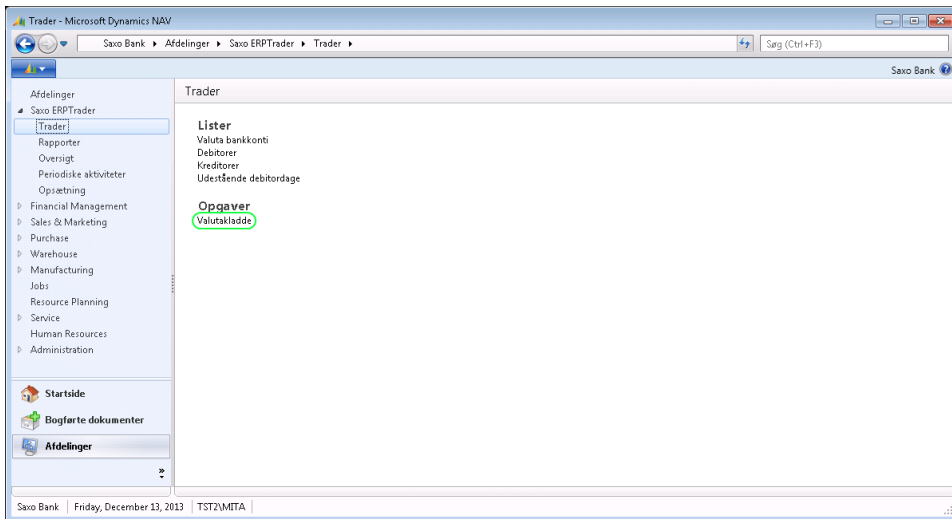 Trader - Microsoft Dynamics NAV
Saxo Bank Afdelinger Saxo ERPTrader Trader
Søg (Ctrl+F3)
Saxo Bank
Afdelinger
Saxo ERPTrader
Trader
Rapporter
Oversigt
Periodiske aktiviteter
Opsætning
Financial Management
Sales & Marketing
Purchase
Warehouse
Manufacturing
Jobs
Resource Planning
Service
Human Resources
Administration
Startside
Bogførte dokumenter
Afdelinger
Trader
Lister
Valuta bankkonti
Debitorer
Kreditorer
Udestående debitordage
Opgaver
Valutakladde
Saxo Bank Friday, December 13, 2013 TST2\MITA